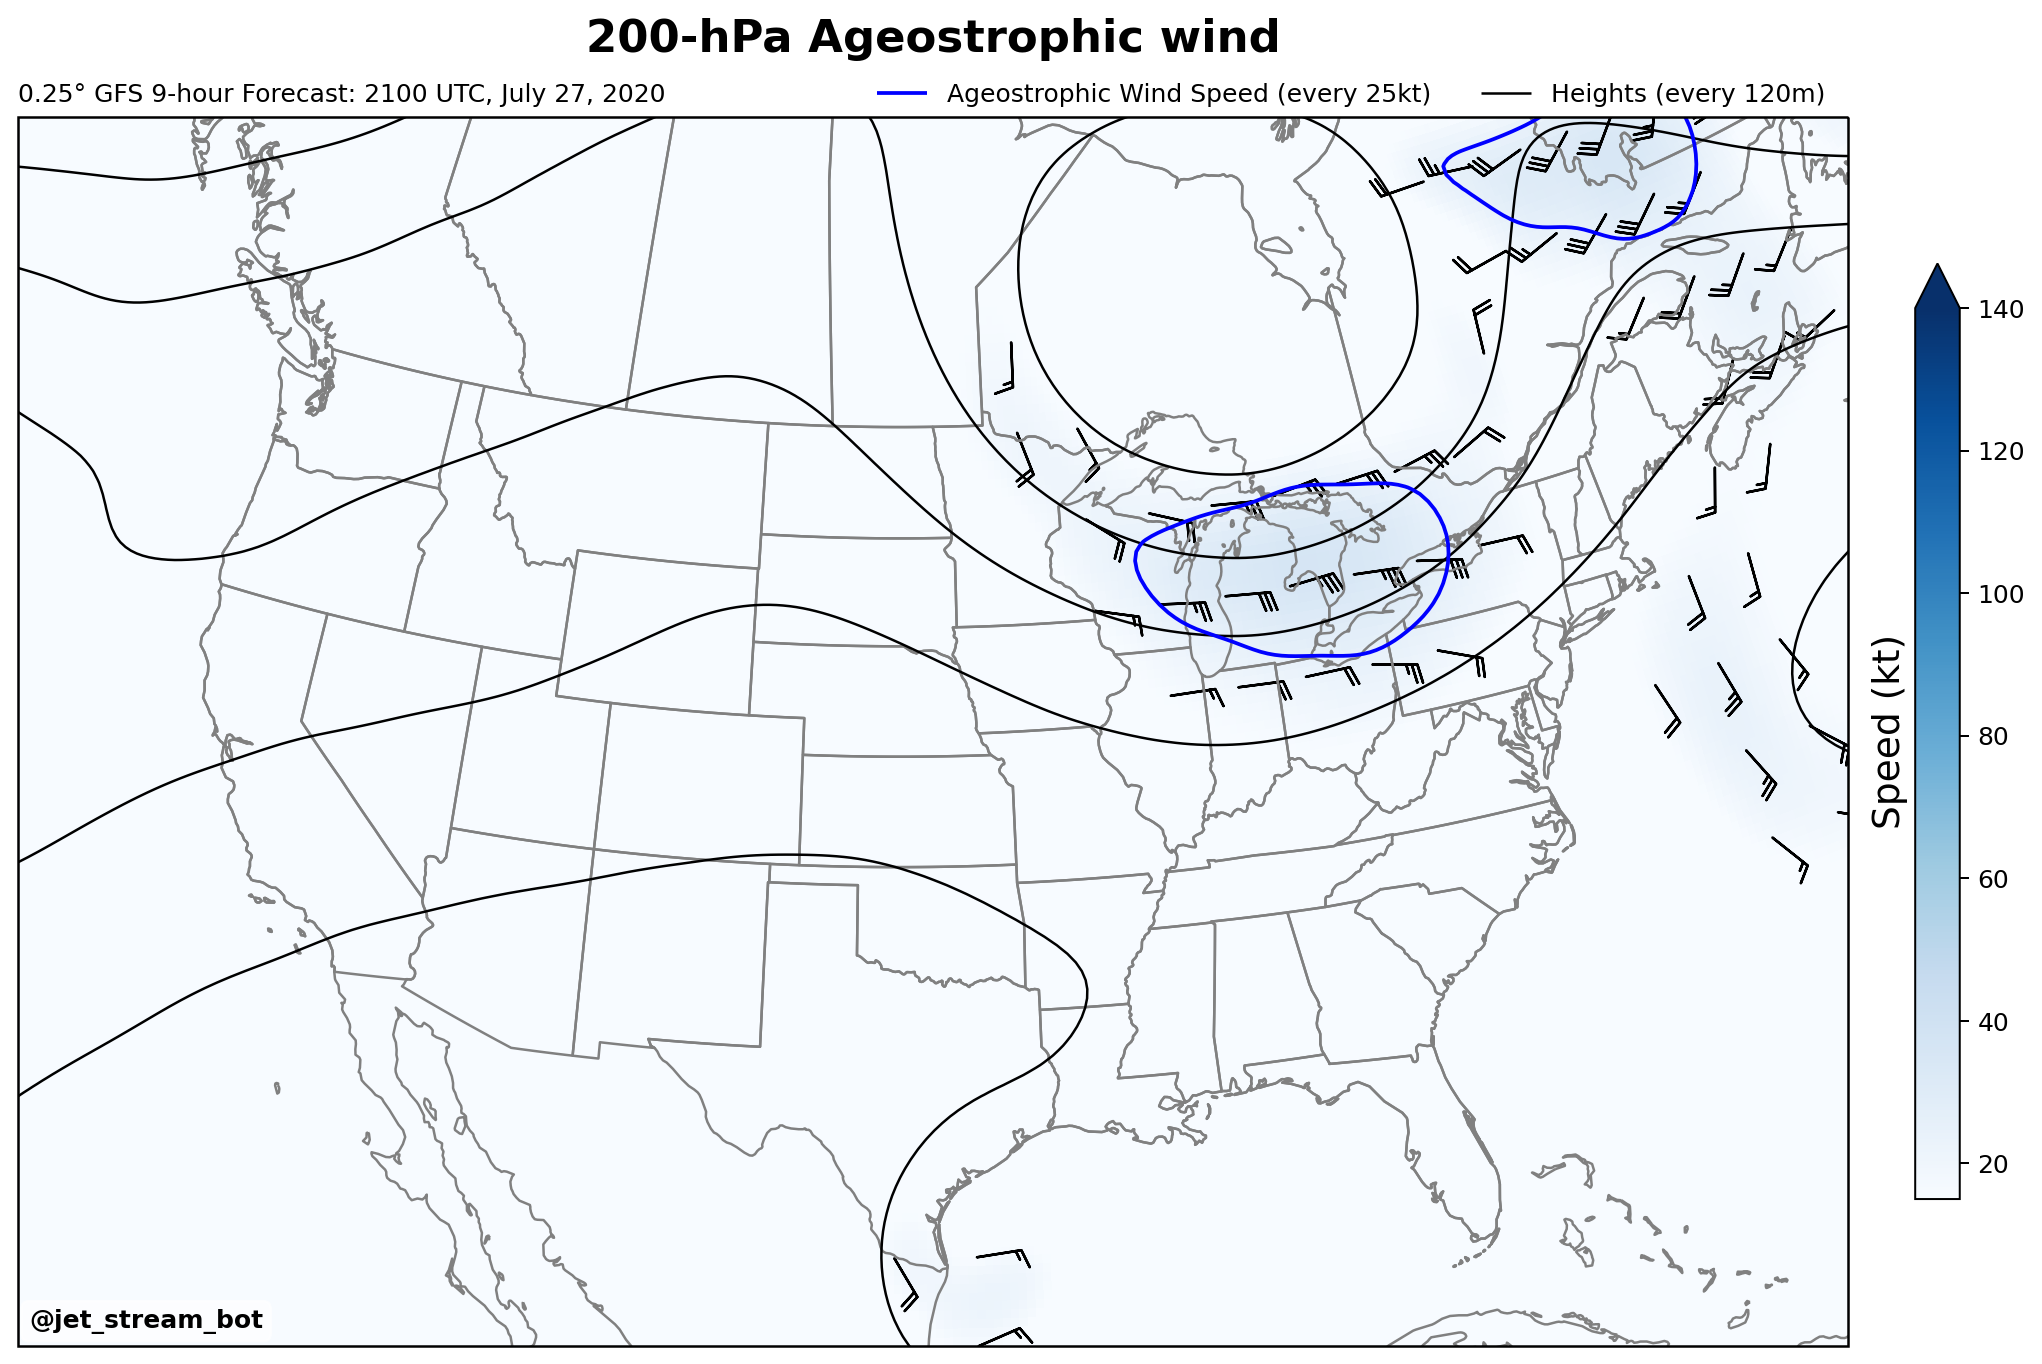 200-hPa Ageostrophic wind
0.25° GFS 9-hour Forecast: 2100 UTC, July 27, 2020
Ageostrophic Wind Speed (every 25kt)
Heights (every 120m)
140
120
100
80
60
40
20
Speed (kt)
@jet_stream_bot